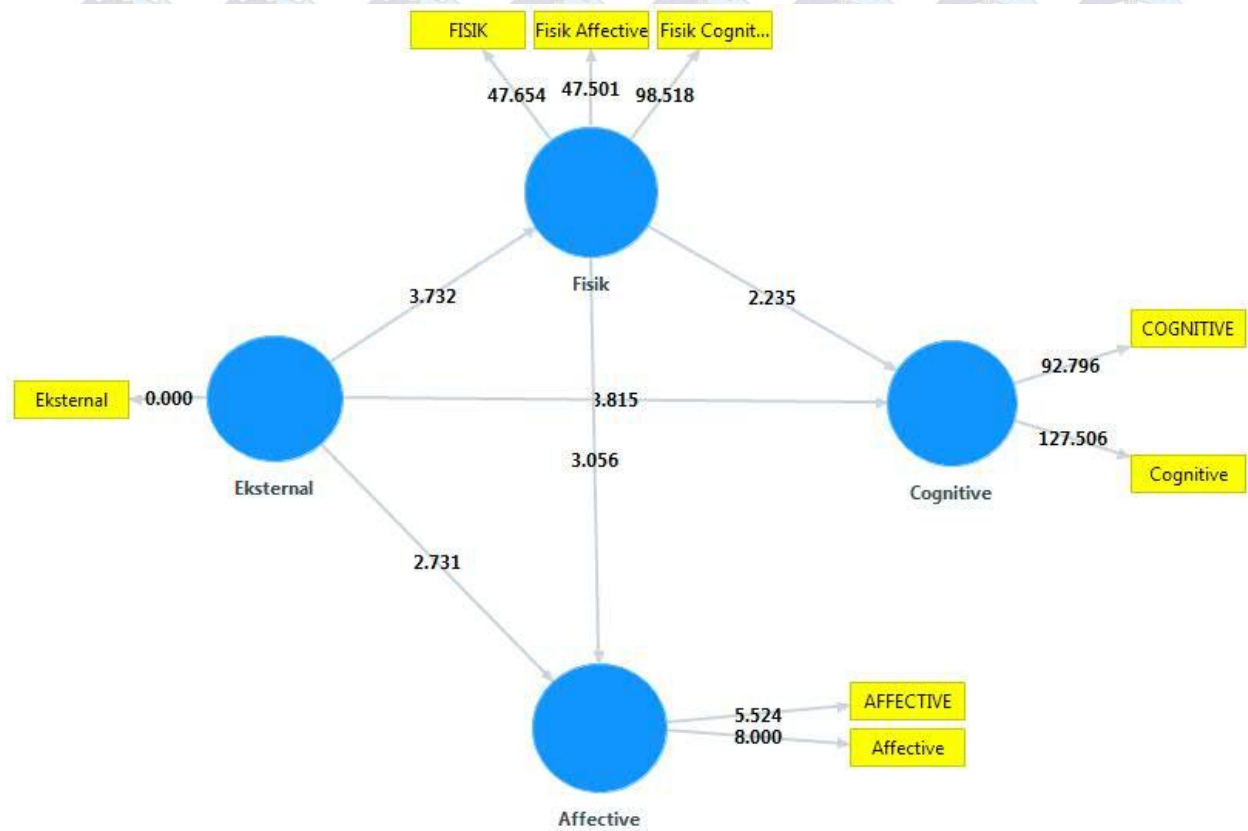 FISIK
Fisik Affective
Fisik Cognit...
47.654
47.501
98.518
Fisik
3.732
2.235
COGNITIVE
92.796
Eksternal
0.000
3.815
127.506
Cognitive
3.056
Eksternal
Cognitive
2.731
AFFECTIVE
5.524
8.000
Affective
Affective